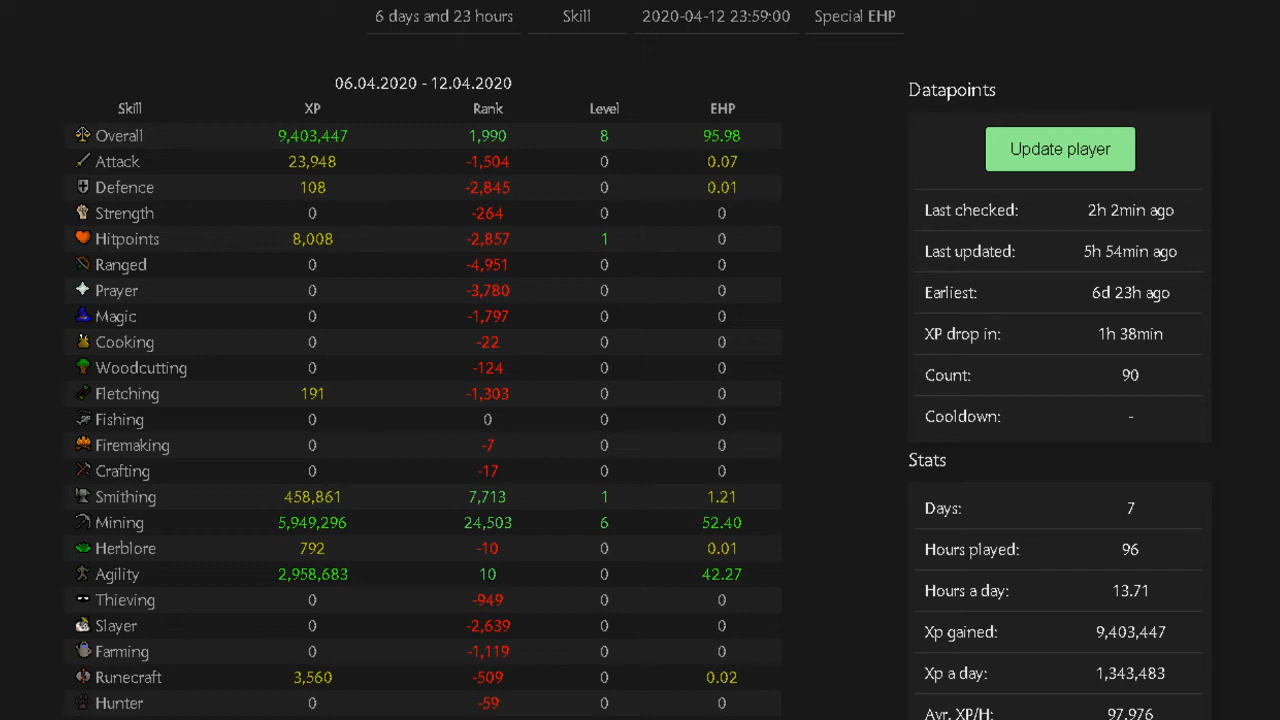 6 days and 23 hours Skill 2020-04-12 23:59:00 Special EHP
06.04.2020 - 12.04.2020
Skill XP Rank Level EHP
Overall 9,403,447 1,990 8 95.98
Attack 23,948 -1,504 0 0.07
Defence 108 -2,845 0 0.01
Strength 0 -264 0 0
Hitpoints 8,008 -2,857 1 0
Ranged 0 -4,951 0 0
Prayer 0 -3,780 0 0
Magic 0 -1,797 0 0
Cooking 0 -22 0 0
Woodcutting 0 -124 0 0
Fletching 191 -1,303 0 0
Fishing 0 0 0 0
Firemaking 0 -7 0 0
Crafting 0 -17 0 0
Smithing 458,861 7,713 1 1.21
Mining 5,949,296 24,503 6 52.40
Herblore 792 -10 0 0.01
Agility 2,958,683 10 0 42.27
Thieving 0 -949 0 0
Slayer 0 -2,639 0 0
Farming 0 -1,119 0 0
Runecraft 3,560 -509 0 0.02
Hunter 0 -59 0 0
Datapoints
Update player
Last checked: 2h 2min ago
Last updated: 5h 54min ago
Earliest: 6d 23h ago
XP drop in: 1h 38min
Count: 90
Cooldown: -
Stats
Days: 7
Hours played: 96
Hours a day: 13.71
Xp gained: 9,403,447
Xp a day: 1,343,483
Avr. XP/H: 97,976